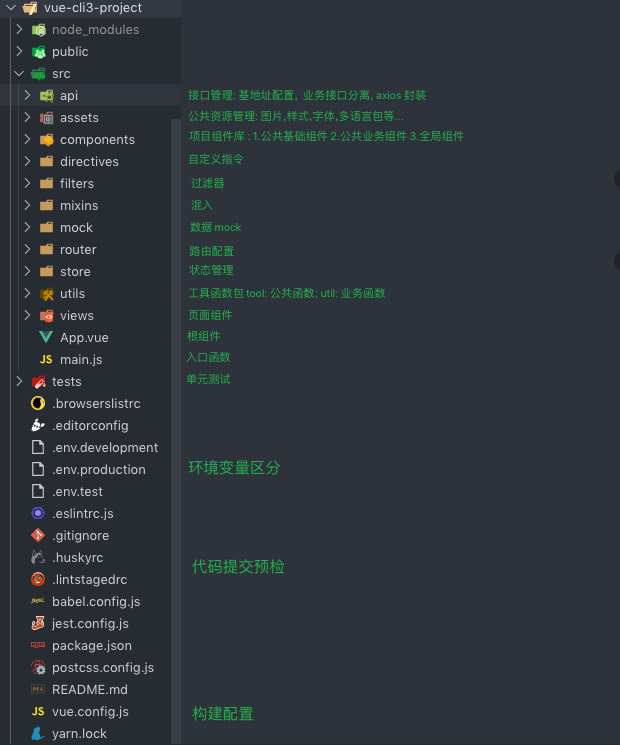 vue-cli3-project
node_modules
public
src
api 接口管理: 基地址配置, 业务接口分离, axios 封装
assets 公共资源管理: 图片,样式,字体,多语言包等...
components 项目组件库 : 1.公共基础组件 2.公共业务组件 3.全局组件
directives 自定义指令
filters 过滤器
mixins 混入
mock 数据 mock
router 路由配置
store 状态管理
utils 工具函数包 tool: 公共函数; util: 业务函数
views 页面组件
App.vue 根组件
JS main.js 入口函数
tests 单元测试
.browserslistrc
.editorconfig
.env.development
.env.production 环境变量区分
.env.test
.eslintrc.js
.gitignore
.huskyrc 代码提交预检
.lintstagedrc
babel.config.js
jest.config.js
package.json
postcss.config.js
README.md
JS vue.config.js 构建配置
yarn.lock